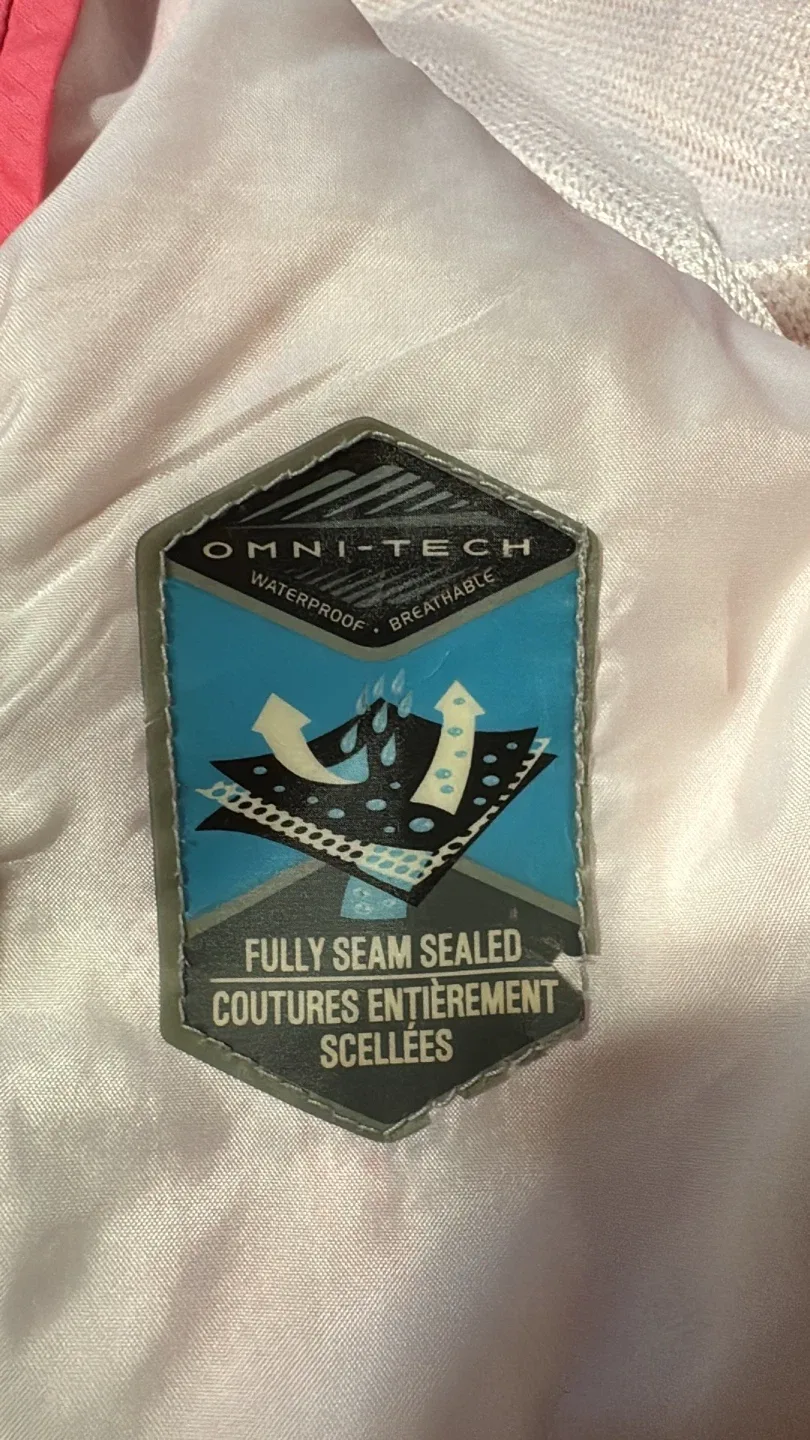 OMNI-TECH
WATERPROOF • BREATHABLE
FULLY SEAM SEALED
COUTURES ENTIÈREMENT
SCELLÉES